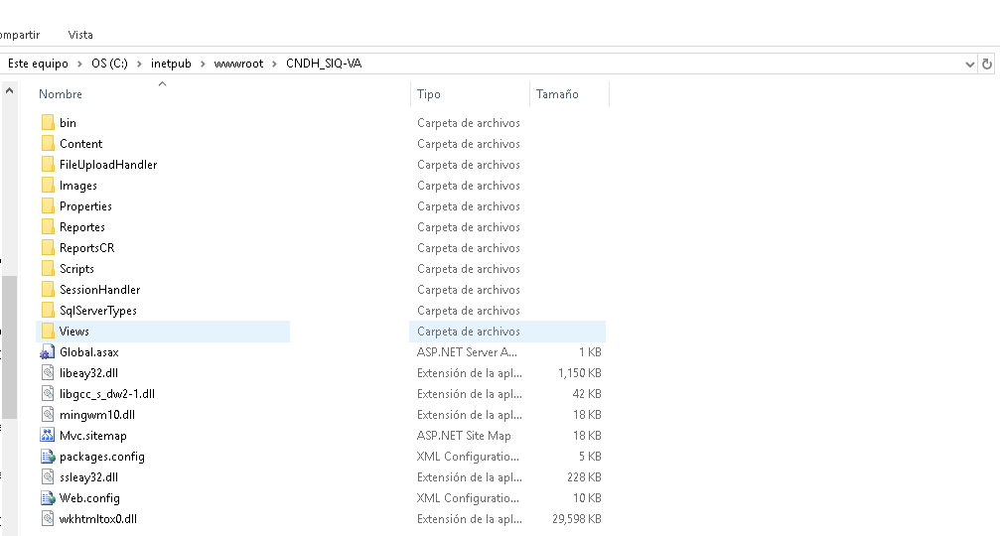 ompartir Vista
Este equipo > OS (C:) > inetpub > wwwroot > CNDH_SIQ-VA
Nombre Tipo Tamaño
bin Carpeta de archivos
Content Carpeta de archivos
FileUploadHandler Carpeta de archivos
Images Carpeta de archivos
Properties Carpeta de archivos
Reportes Carpeta de archivos
ReportsCR Carpeta de archivos
Scripts Carpeta de archivos
SessionHandler Carpeta de archivos
SqlServerTypes Carpeta de archivos
Views Carpeta de archivos
Global.asax ASP.NET Server A... 1 KB
libeay32.dll Extensión de la apl... 1,150 KB
libgcc_s_dw2-1.dll Extensión de la apl... 42 KB
mingwm10.dll Extensión de la apl... 18 KB
Mvc.sitemap ASP.NET Site Map 18 KB
packages.config XML Configuratio... 5 KB
ssleay32.dll Extensión de la apl... 228 KB
Web.config XML Configuratio... 10 KB
wkhtmltox0.dll Extensión de la apl... 29,598 KB